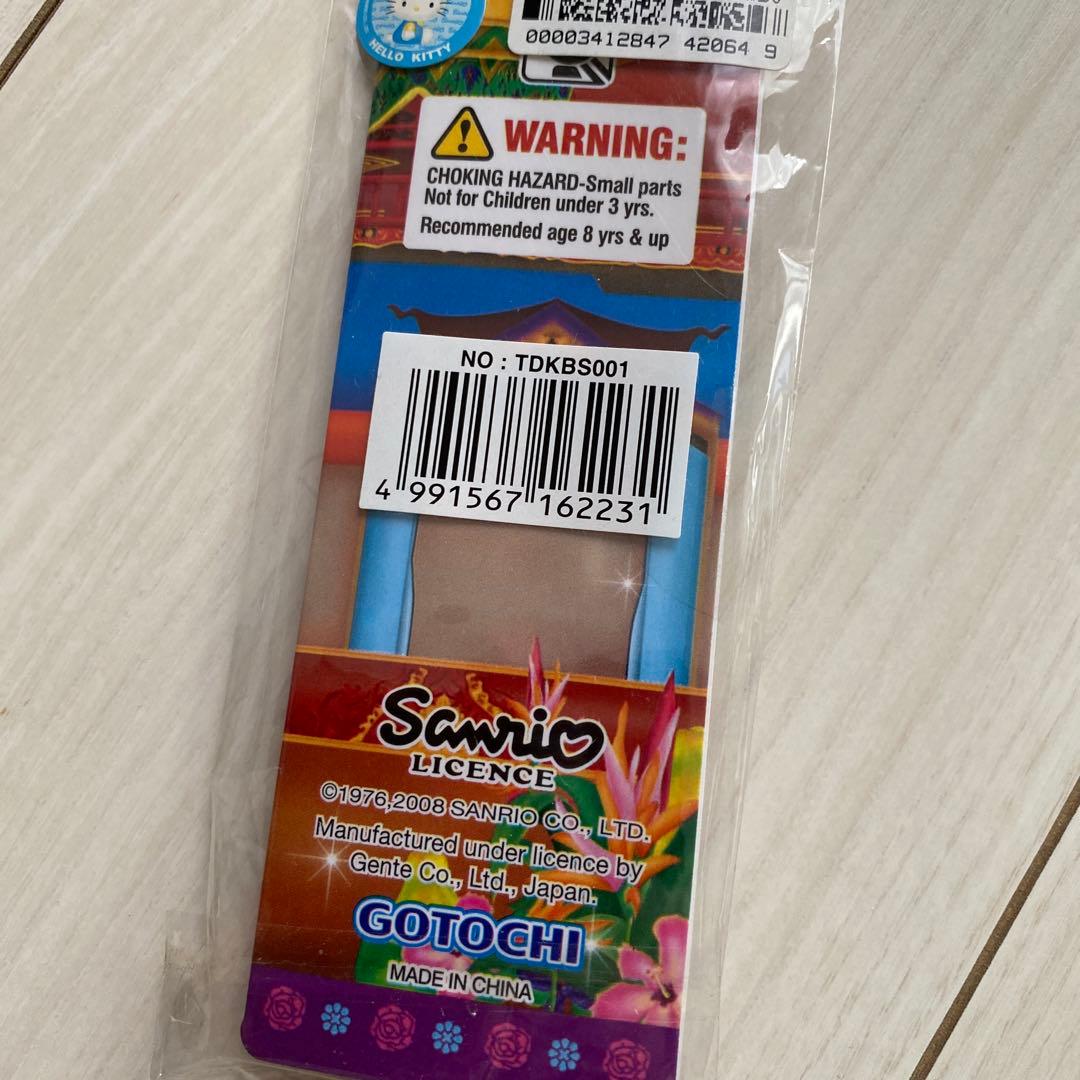 HELLO KITTY
00003412847 42064 9
WARNING:
CHOKING HAZARD-Small parts
Not for Children under 3 yrs.
Recommended age 8 yrs & up
NO : TDKBS001
4 991567 162231
Sanrio
LICENCE
©1976,2008 SANRIO CO., LTD.
Manufactured under licence by
Gente Co., Ltd., Japan.
GOTOCHI
MADE IN CHINA